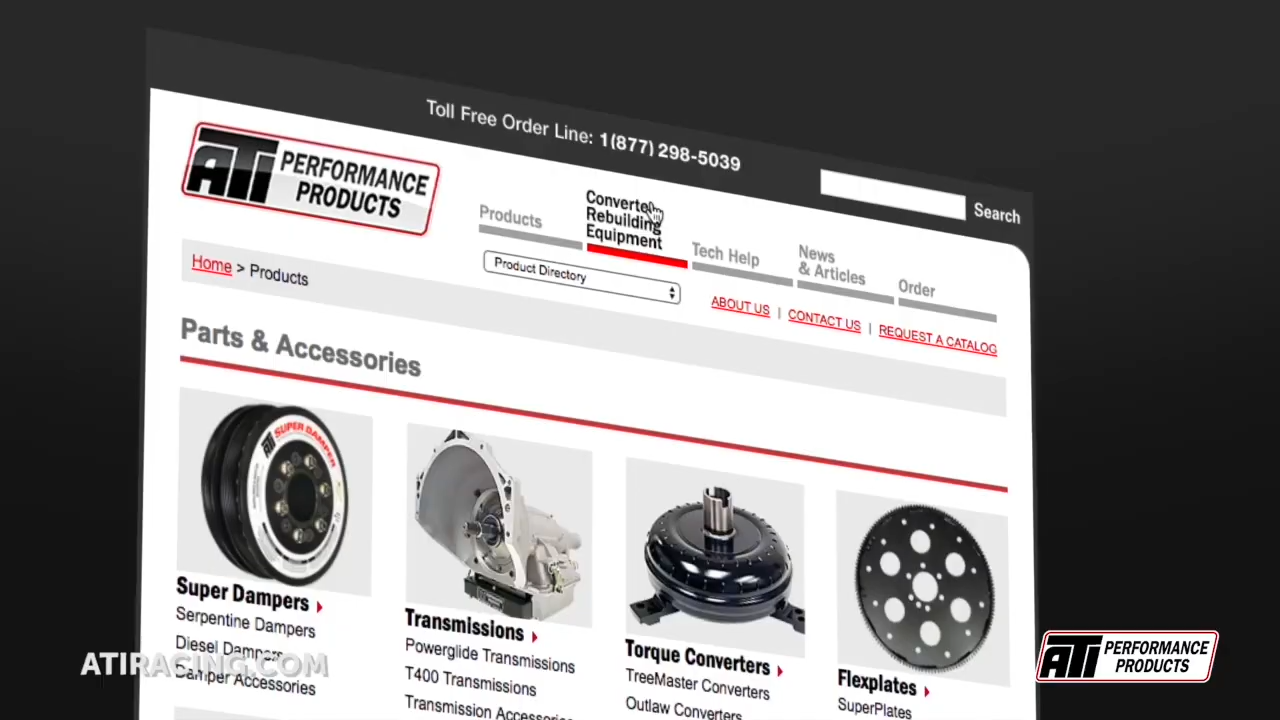 Toll Free Order Line: 1(877) 298-5039
Search
ATI PERFORMANCE
PRODUCTS
Products
Converter
Rebuilding
Equipment
Tech Help
News
& Articles
Order
Product Directory
ABOUT US | CONTACT US | REQUEST A CATALOG
Home > Products
Parts & Accessories
ATI
SUPER DAMPER
Super Dampers
Serpentine Dampers
Diesel Dampers
Damper Accessories
Transmissions
Powerglide Transmissions
T400 Transmissions
Transmission Accessories
Torque Converters
TreeMaster Converters
Outlaw Converters
Flexplates
SuperPlates
ATIRACING.COM
ATI PERFORMANCE
PRODUCTS